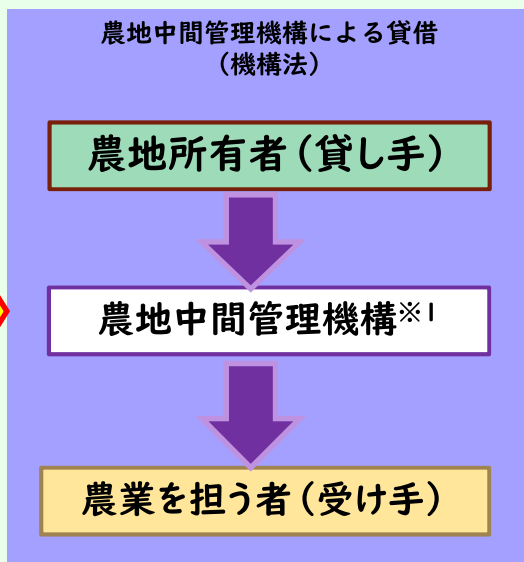 農地中間管理機構による貸借
（機構法）
農地所有者（貸し手）
農地中間管理機構※1
農業を担う者（受け手）